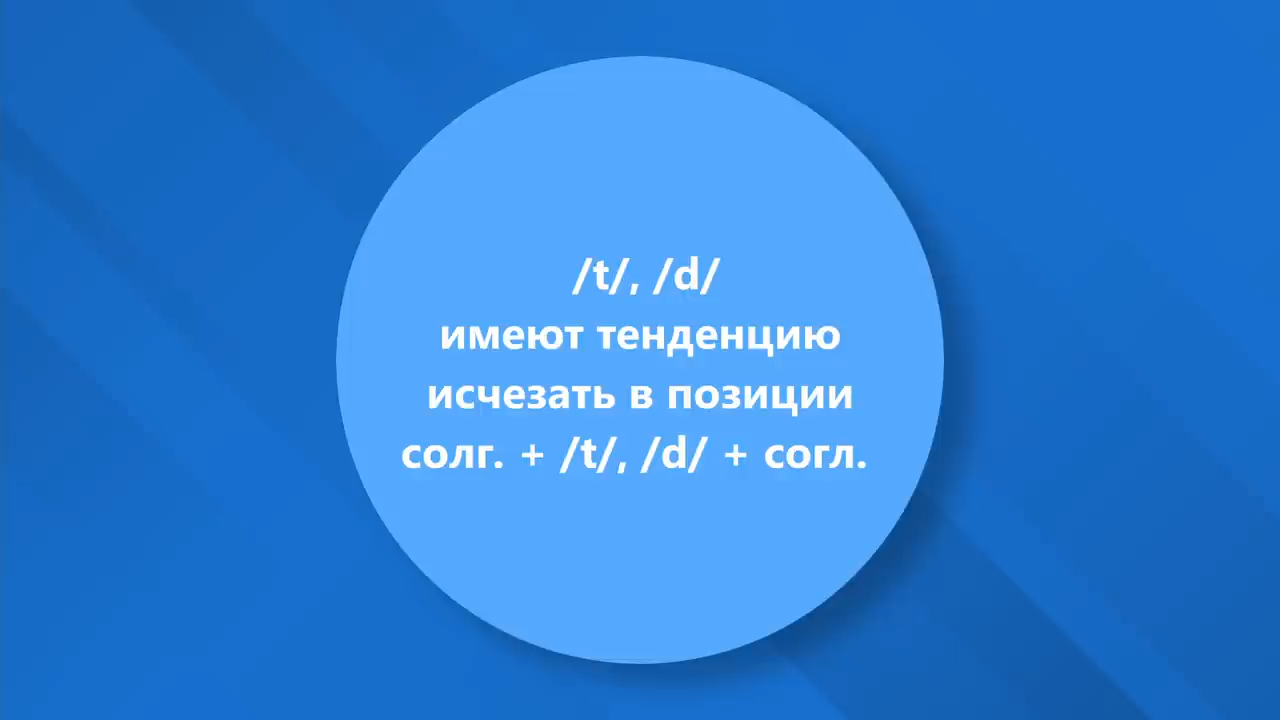 /t/, /d/
имеют тенденцию
исчезать в позиции
солг. + /t/, /d/ + согл.